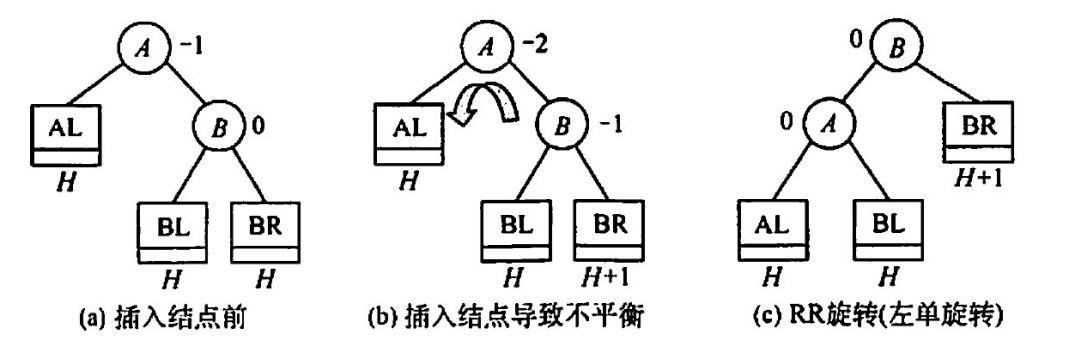 A -1
B 0
AL
H
BL BR
H H
(a) 插入结点前
A -2
AL
H
B -1
BL BR
H H+1
(b) 插入结点导致不平衡
0 B
0 A
BR
H+1
AL BL
H H
(c) RR旋转(左单旋转)